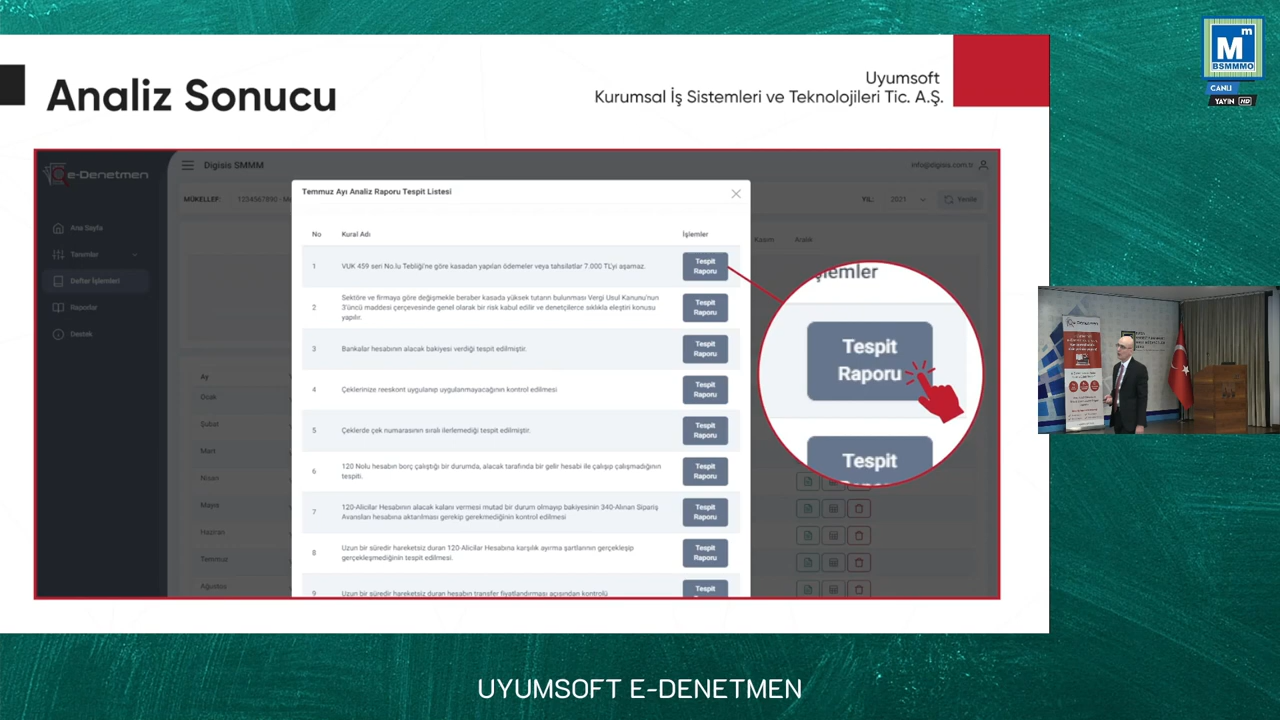 Analiz Sonucu
Uyumsoft
Kurumsal İş Sistemleri ve Teknolojileri Tic. A.Ş.
M m
BSMMMO
CANLI
YAYIN HD
e-Denetmen
Digisis SMMM
info@digisis.com.tr
MÜKELLEF: 1234567890 -
YIL: 2021 Yenile
Ana Sayfa
Tanımlar
Defter İşlemleri
Raporlar
Destek
Kasım Aralık
Ay
Ocak
Şubat
Mart
Nisan
Mayıs
Haziran
Temmuz
Ağustos
Temmuz Ayı Analiz Raporu Tespit Listesi
No Kural Adı İşlemler
1 VUK 459 seri No.lu Tebliği'ne göre kasadan yapılan ödemeler veya tahsilatlar 7.000 TL'yi aşamaz. Tespit Raporu
2 Sektöre ve firmaya göre değişmekle beraber kasada yüksek tutarın bulunması Vergi Usul Kanunu'nun
3'üncü maddesi çerçevesinde genel olarak bir risk kabul edilir ve denetçilerce sıklıkla eleştiri konusu
yapılır. Tespit Raporu
3 Bankalar hesabının alacak bakiyesi verdiği tespit edilmiştir. Tespit Raporu
4 Çeklerinize reeskont uygulanıp uygulanmayacağının kontrol edilmesi Tespit Raporu
5 Çeklerde çek numarasının sıralı ilerlemediği tespit edilmiştir. Tespit Raporu
6 120 Nolu hesabın borç çalıştığı bir durumda, alacak tarafında bir gelir hesabı ile çalışıp çalışmadığının
tespiti. Tespit Raporu
7 120-Alıcılar Hesabının alacak kalanı vermesi mutad bir durum olmayıp bakiyesinin 340-Alınan Sipariş
Avansları hesabına aktarılması gerekip gerekmediğinin kontrol edilmesi Tespit Raporu
8 Uzun bir süredir hareketsiz duran 120-Alıcılar Hesabına karşılık ayırma şartlarının gerçekleşip
gerçekleşmediğinin tespit edilmesi. Tespit Raporu
9 Uzun bir süredir hareketsiz duran hesabın transfer fiyatlandırması açısından kontrolü Tespit
şlemler
Tespit
Raporu
Tespit
e-Denetmen
UYUMSOFT E-DENETMEN